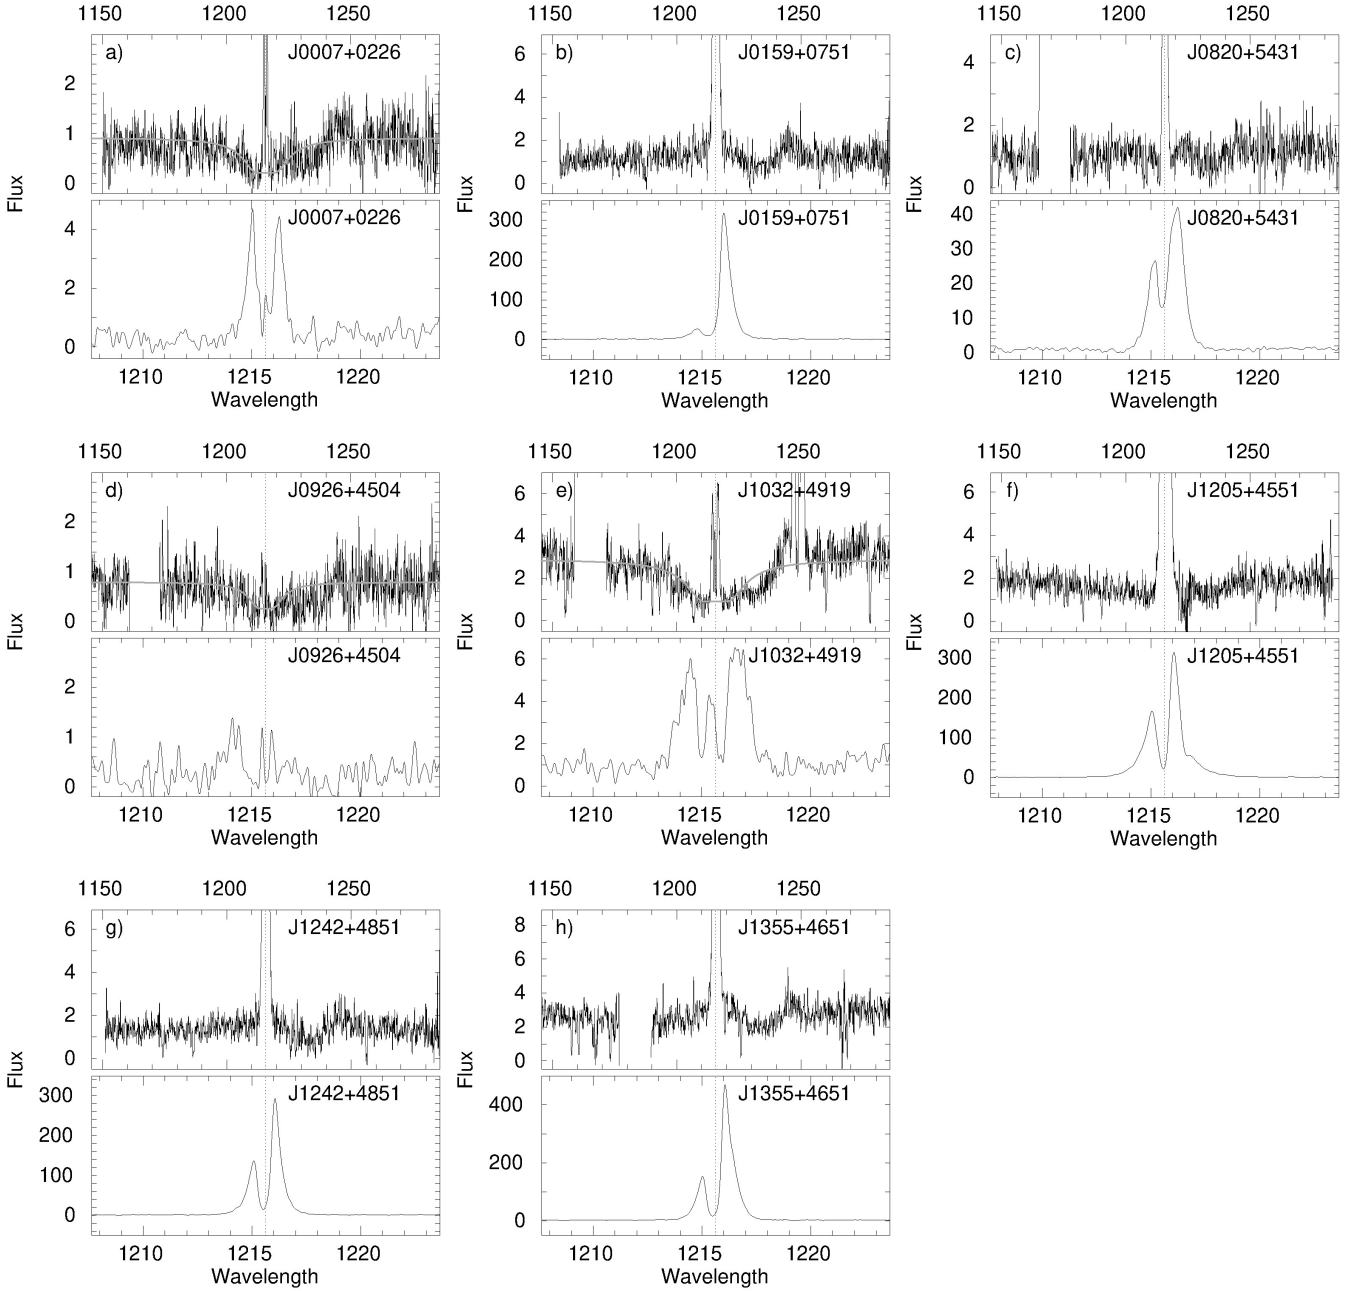 1150 1200 1250
a) J0007+0226
Flux
2
1
0
J0007+0226
4
2
0
1210 1215 1220
Wavelength
1150 1200 1250
b) J0159+0751
Flux
6
4
2
0
J0159+0751
300
200
100
0
1210 1215 1220
Wavelength
1150 1200 1250
c) J0820+5431
Flux
4
2
0
J0820+5431
40
30
20
10
0
1210 1215 1220
Wavelength
1150 1200 1250
d) J0926+4504
Flux
2
1
0
J0926+4504
2
1
0
1210 1215 1220
Wavelength
1150 1200 1250
e) J1032+4919
Flux
6
4
2
0
J1032+4919
6
4
2
0
1210 1215 1220
Wavelength
1150 1200 1250
f) J1205+4551
Flux
6
4
2
0
J1205+4551
300
200
100
0
1210 1215 1220
Wavelength
1150 1200 1250
g) J1242+4851
Flux
6
4
2
0
J1242+4851
300
200
100
0
1210 1215 1220
Wavelength
1150 1200 1250
h) J1355+4651
Flux
8
6
4
2
0
J1355+4651
400
200
0
1210 1215 1220
Wavelength